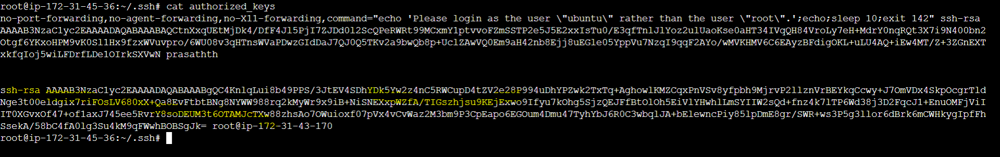 root@ip-172-31-45-36:~/.ssh# cat authorized_keys
no-port-forwarding,no-agent-forwarding,no-X11-forwarding,command="echo 'Please login as the user \"ubuntu\" rather than the user \"root\".';echo;sleep 10;exit 142" ssh-rsa
AAAAB3NzaC1yc2EAAAADAQABAAABAQCtnXxqUEtMjDk4/DfF4Jl5PjI7ZJDd0l2ScQPeRWRt99MCxmY1ptvvoFZmSSTP2e5J5E2xxIsTu0/E3qfTnlJlYoz2ulUaoKse0aHT34IVqQH84VroLy7eH+MdrY0nqRQt3X7i9N400bn2
Otgf6YKxoHPM9vK0Sl1Hx9fzxWVuvpro/6WU08v3qHTnsWVaPDwzGIdDaJ7QJ0Q5TKv2a9bwQb8p+UclZAwVQ0Em9aH42nb8Ejj8uEGle05YppVu7NzqI9qqF2AYo/wMVKHMV6C6EAyzBFdigOKL+uLU4AQ+iEw4MT/Z+3ZGnEXT
xkfqIoj5wiLFDrfLDe1OIrkSXVwN prasathth
ssh-rsa AAAAB3NzaC1yc2EAAAADAQABAAABgQC4KnlqLui8b49PPS/3JtEV4SDhYDk5Yw2z4nC5RWCupD4tZV2e28P994uDhYPZwk2TxTq+AghowlKMZCqxPnVSv8yfpbh9MjrvP2llznVrBEYkqCcwy+J7OmVDx4SkpOcgrTld
Nge3t00eldgix7riFOsLV680xX+Qa8EvFtbtBNg8NYWW988rq2kMyWr9x9iB+NiSNEXxpWZfA/TIGszhjsu9KEjExwo9Ifyu7kOhg5SjzQEJFfBtOlOh5EiVlYHwhlLmSYIIW2sQd+fnz4k7lTP6Wd38j3D2FqcJ1+EnuOMFjViI
IT0XGvxOf47+of1axJ745ee5RvrY8soDEUM3t6OTAMJcTXw88zhsAo7OWuioxf07pVx4vCvWaz2M3bm9P3CpEapo6EGOum4Dmu47TyhYbJ6R0C3wbqlJA+bElewncPiy85lpDmE8gr/SWR+ws3P5g3llor6dBrk6mCWHkygIpfFh
SsekA/58bC4fA0lg3Su4kM9qFWwhBOBSgJk= root@ip-172-31-43-170
root@ip-172-31-45-36:~/.ssh#